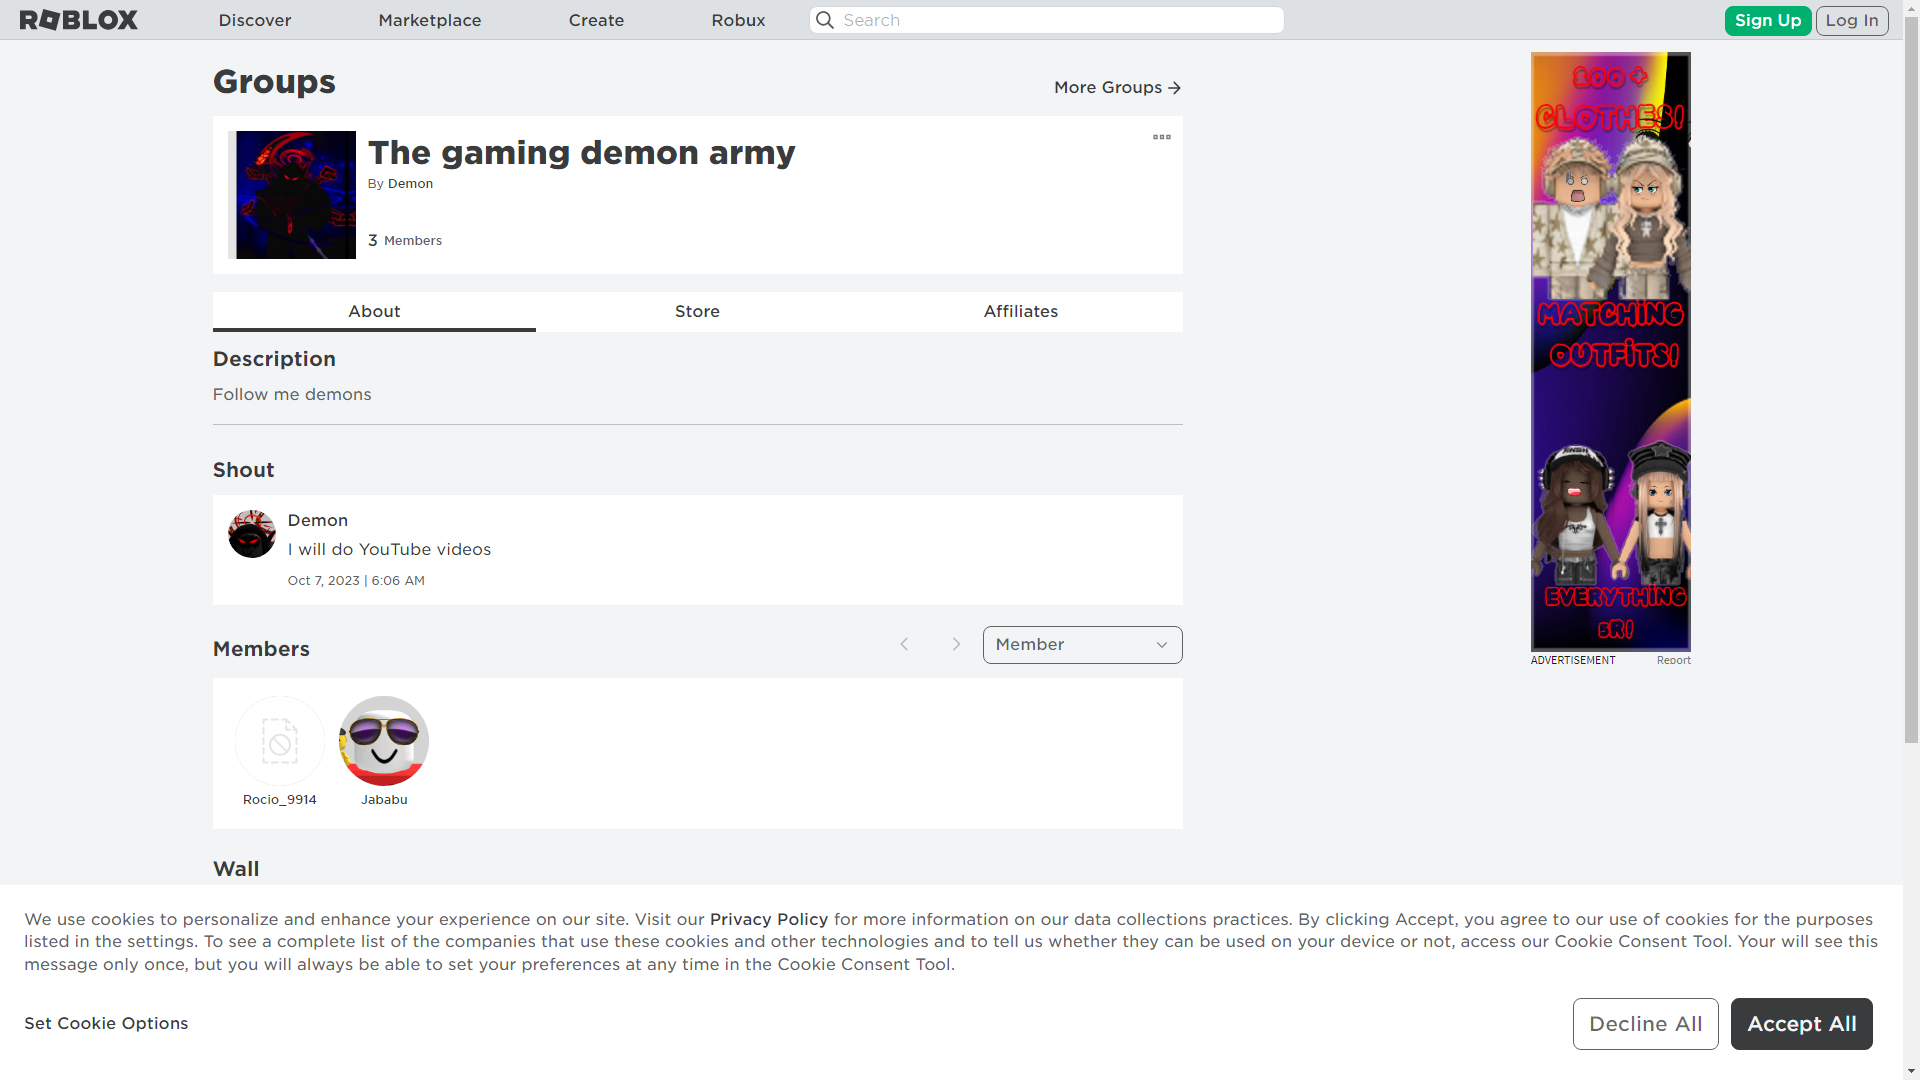 ROBLOX
Discover
Marketplace
Create
Robux
Search
Sign Up
Log In
Groups
More Groups
The gaming demon army
By Demon
3 Members
About
Store
Affiliates
Description
Follow me demons
Shout
Demon
I will do YouTube videos
Oct 7, 2023 | 6:06 AM
Members
Member
Rocio_9914
Jababu
Wall
100+
CLOTHES!
MATCHING
OUTFITS!
EVERYTHING
5R!
ADVERTISEMENT
Report
We use cookies to personalize and enhance your experience on our site. Visit our Privacy Policy for more information on our data collections practices. By clicking Accept, you agree to our use of cookies for the purposes
listed in the settings. To see a complete list of the companies that use these cookies and other technologies and to tell us whether they can be used on your device or not, access our Cookie Consent Tool. Your will see this
message only once, but you will always be able to set your preferences at any time in the Cookie Consent Tool.
Set Cookie Options
Decline All
Accept All